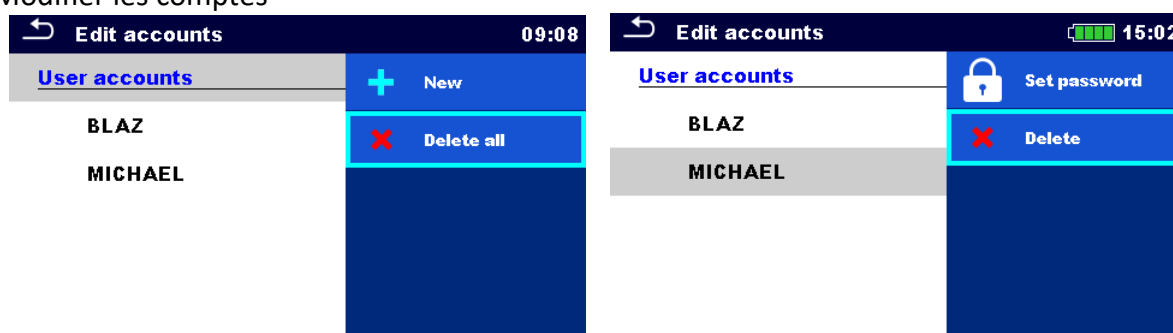 Modifier les comptes
Edit accounts 09:08
User accounts
New
BLAZ
Delete all
MICHAEL
Edit accounts 15:02
User accounts
Set password
BLAZ
Delete
MICHAEL